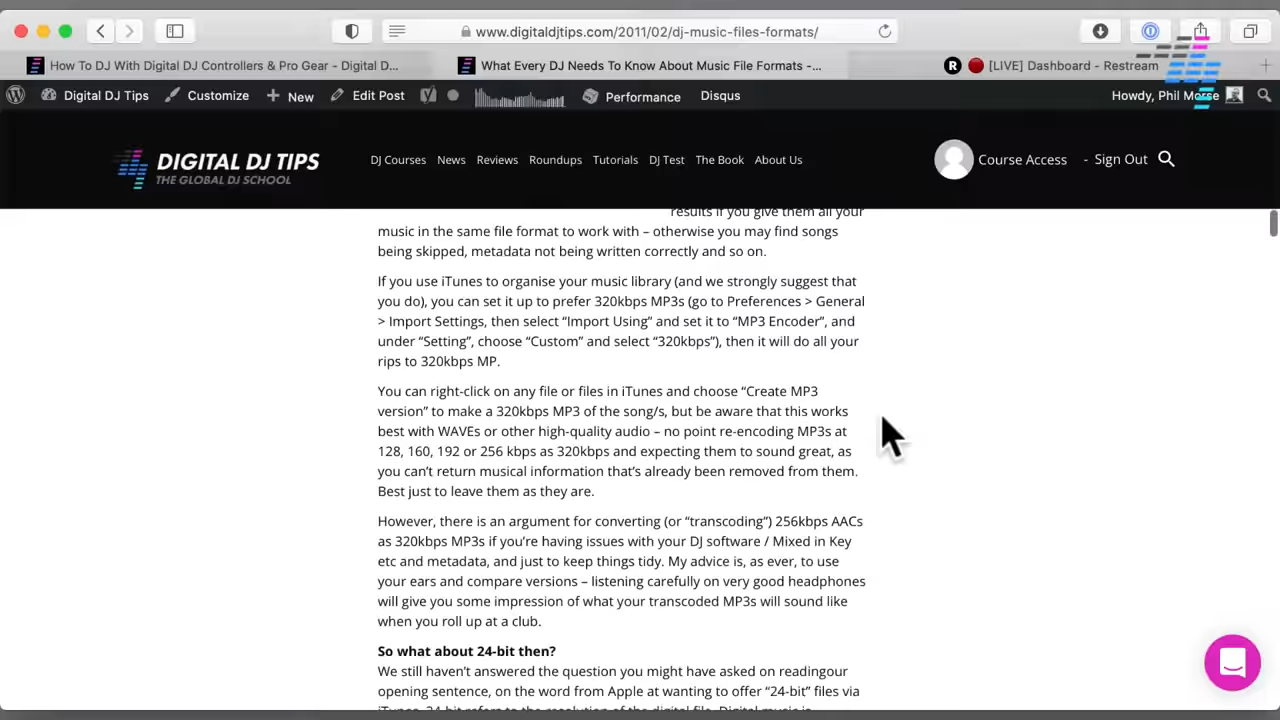 www.digitaldjtips.com/2011/02/dj-music-files-formats/
How To DJ With Digital DJ Controllers & Pro Gear - Digital D...
Every DJ Needs To Know About Music File Formats -...
R [LIVE] Dashboard - Restream
Digital DJ Tips Customize New Edit Post Performance Disqus Howdy, Phil Morse
DIGITAL DJ TIPS
THE GLOBAL DJ SCHOOL
DJ Courses News Reviews Roundups Tutorials DJ Test The Book About Us Course Access - Sign Out
results if you give them all your
music in the same file format to work with – otherwise you may find songs
being skipped, metadata not being written correctly and so on.
If you use iTunes to organise your music library (and we strongly suggest that
you do), you can set it up to prefer 320kbps MP3s (go to Preferences > General
> Import Settings, then select “Import Using” and set it to “MP3 Encoder”, and
under “Setting”, choose “Custom” and select “320kbps”), then it will do all your
rips to 320kbps MP.
You can right-click on any file or files in iTunes and choose “Create MP3
version” to make a 320kbps MP3 of the song/s, but be aware that this works
best with WAVEs or other high-quality audio – no point re-encoding MP3s at
128, 160, 192 or 256 kbps as 320kbps and expecting them to sound great, as
you can’t return musical information that’s already been removed from them.
Best just to leave them as they are.
However, there is an argument for converting (or “transcoding”) 256kbps AACs
as 320kbps MP3s if you’re having issues with your DJ software / Mixed in Key
etc and metadata, and just to keep things tidy. My advice is, as ever, to use
your ears and compare versions – listening carefully on very good headphones
will give you some impression of what your transcoded MP3s will sound like
when you roll up at a club.
So what about 24-bit then?
We still haven’t answered the question you might have asked on readingour
opening sentence, on the word from Apple at wanting to offer “24-bit” files via
iTunes. 24-bit refers to the resolution of the digital file. Digital music is